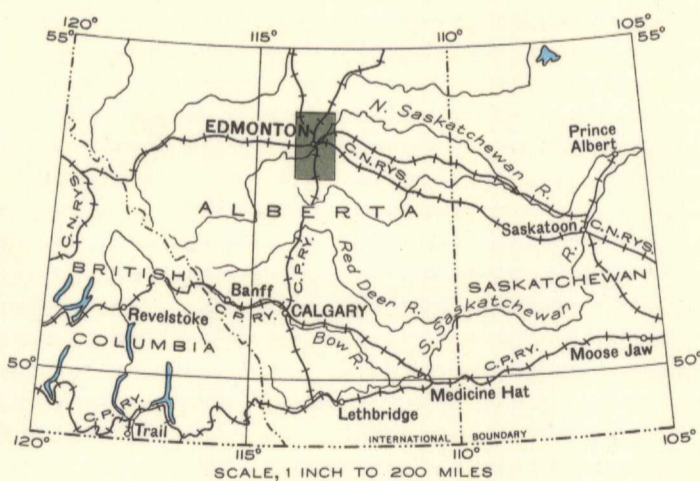 120°
115°
110°
105°
55°
55°
EDMONTON
N. Saskatchewan R.
Prince
Albert
C.N.RYS.
C.N.RYS.
ALBERTA
Saskatoon
C.N.RYS.
C.P.RY.
Red Deer R.
BRITISH
COLUMBIA
Banff
C.P.RY.
CALGARY
SASKATCHEWAN
S. Saskatchewan R.
Revelstoke
Bow R.
C.P.RY.
Moose Jaw
50°
50°
Medicine Hat
C.P.RY.
Lethbridge
Trail
INTERNATIONAL BOUNDARY
120°
115°
110°
105°
SCALE, 1 INCH TO 200 MILES